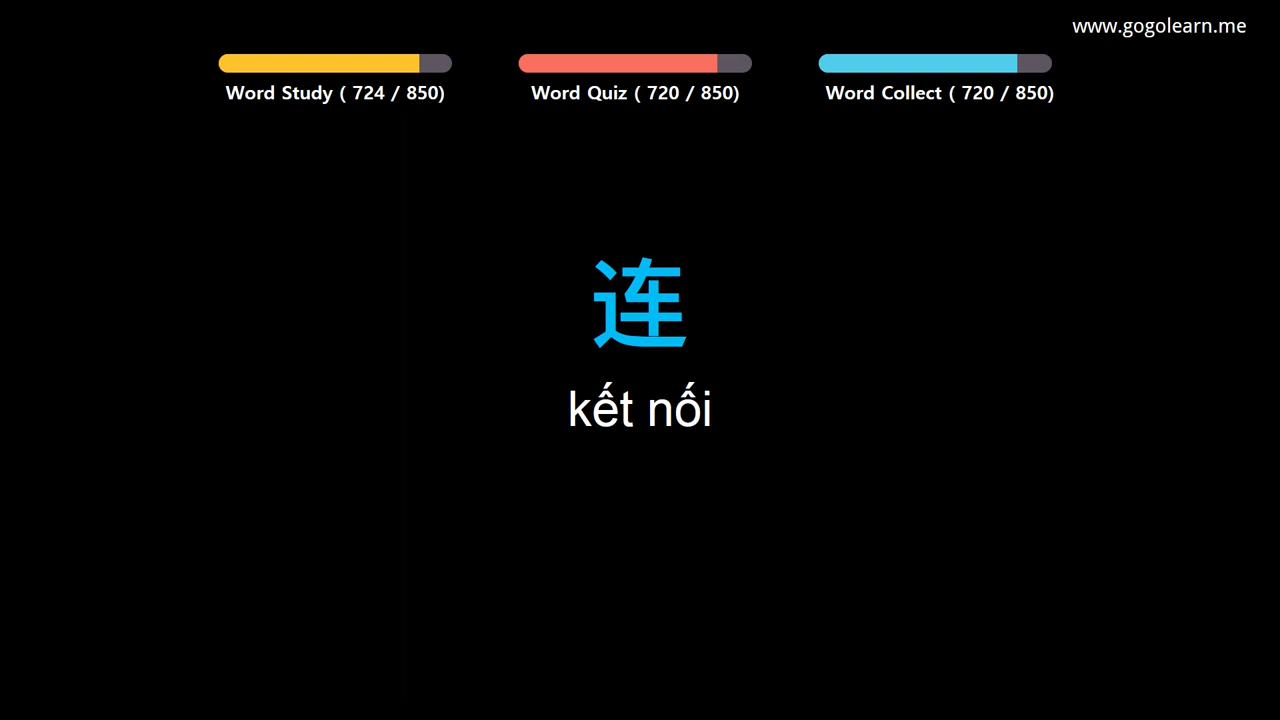 www.gogolearn.me
Word Study ( 724 / 850)
Word Quiz ( 720 / 850)
Word Collect ( 720 / 850)
连
kết nối